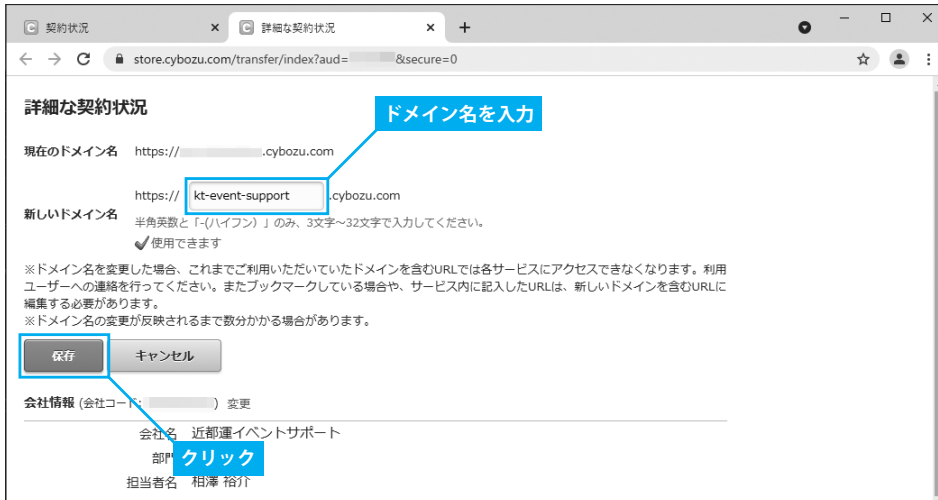 契約状況
詳細な契約状況
store.cybozu.com/transfer/index?aud= &secure=0
詳細な契約状況
ドメイン名を入力
現在のドメイン名 https:// .cybozu.com
新しいドメイン名 https:// kt-event-support .cybozu.com
半角英数と「-(ハイフン）」のみ、3文字～32文字で入力してください。
使用できます
※ドメイン名を変更した場合、これまでご利用いただいていたドメインを含むURLでは各サービスにアクセスできなくなります。利用
ユーザーへの連絡を行ってください。またブックマークしている場合や、サービス内に記入したURLは、新しいドメインを含むURLに
編集する必要があります。
※ドメイン名の変更が反映されるまで数分かかる場合があります。
保存 キャンセル
会社情報 (会社コード: ) 変更
会社名 近都運イベントサポート
クリック
部門
担当者名 相澤 裕介